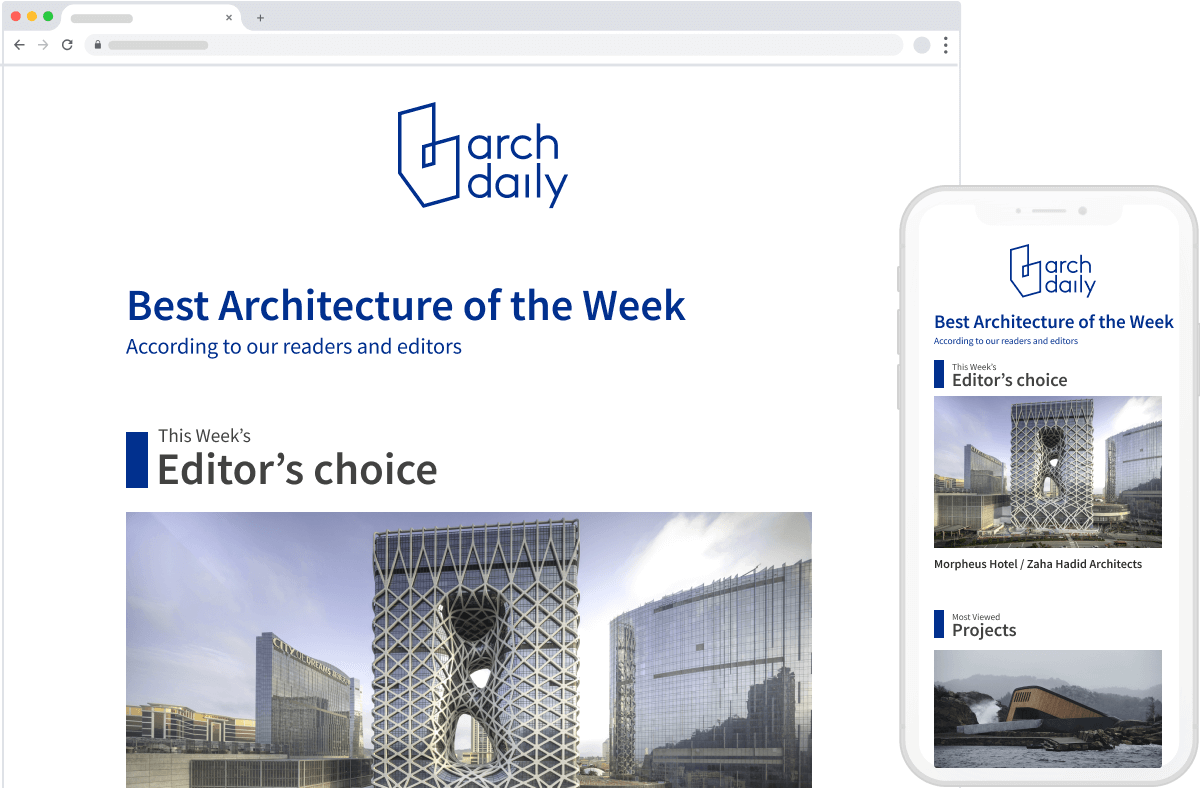 arch
daily
Best Architecture of the Week
According to our readers and editors
This Week's
Editor's choice
CITY OF DREAMS
arch
daily
Best Architecture of the Week
According to our readers and editors
This Week's
Editor's choice
Morpheus Hotel / Zaha Hadid Architects
Most Viewed
Projects